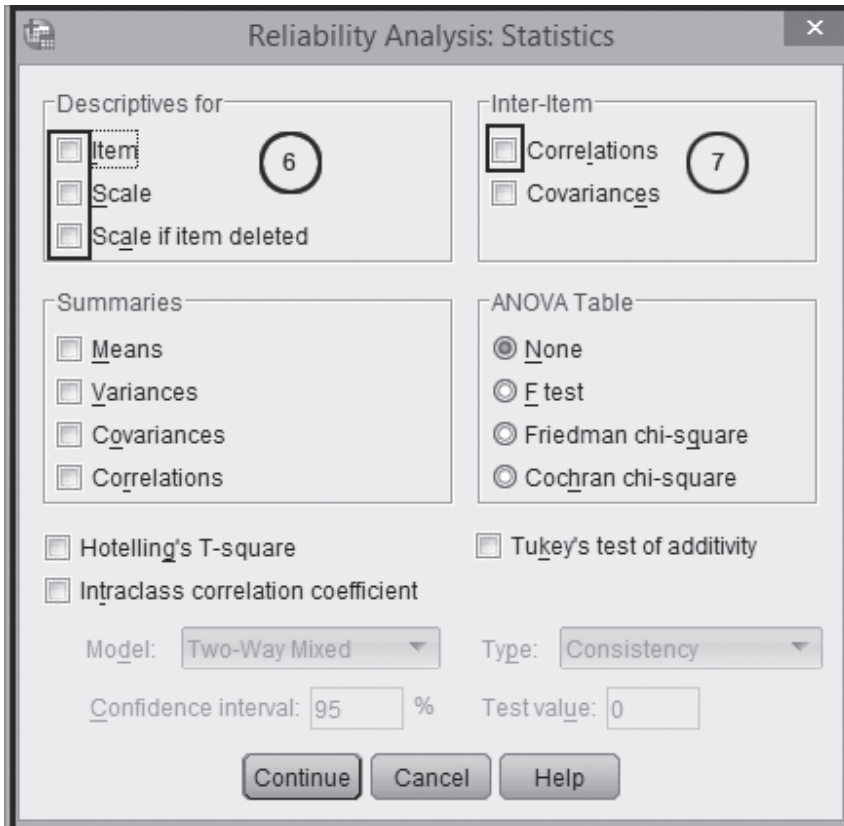 Reliability Analysis: Statistics
×
Descriptives for
Item
Scale
Scale if item deleted
6
Inter-Item
Correlations
Covariances
7
Summaries
Means
Variances
Covariances
Correlations
ANOVA Table
None
F test
Friedman chi-square
Cochran chi-square
Hotelling's T-square
Tukey's test of additivity
Intraclass correlation coefficient
Model: Two-Way Mixed
Type: Consistency
Confidence interval: 95 %
Test value: 0
Continue
Cancel
Help